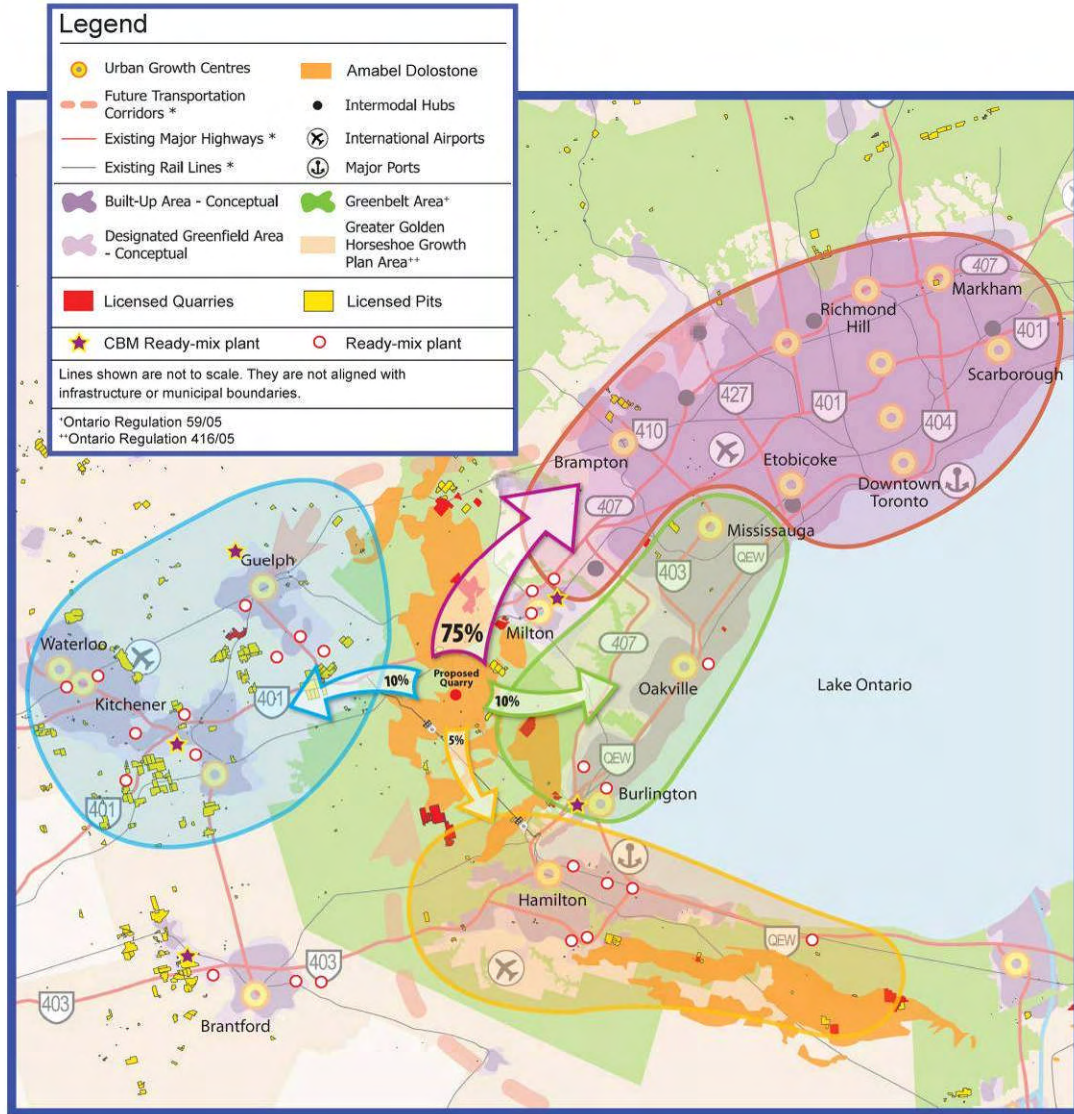 Legend
Urban Growth Centres
Future Transportation
Corridors *
Existing Major Highways *
Existing Rail Lines *
Amabel Dolostone
Intermodal Hubs
International Airports
Major Ports
Built-Up Area - Conceptual
Designated Greenfield Area
- Conceptual
Greenbelt Area+
Greater Golden
Horseshoe Growth
Plan Area++
Licensed Quarries
Licensed Pits
CBM Ready-mix plant
Ready-mix plant
Lines shown are not to scale. They are not aligned with
infrastructure or municipal boundaries.
+Ontario Regulation 59/05
++Ontario Regulation 416/05
407
Markham
Richmond
Hill
401
Scarborough
427
401
410
404
Brampton
Etobicoke
Downtown
Toronto
407
Mississauga
QEW
403
Guelph
75%
Milton
Waterloo
407
Proposed
Quarry
10%
10%
Oakville
Lake Ontario
Kitchener
401
5%
QEW
401
Burlington
Hamilton
QEW
403
403
Brantford